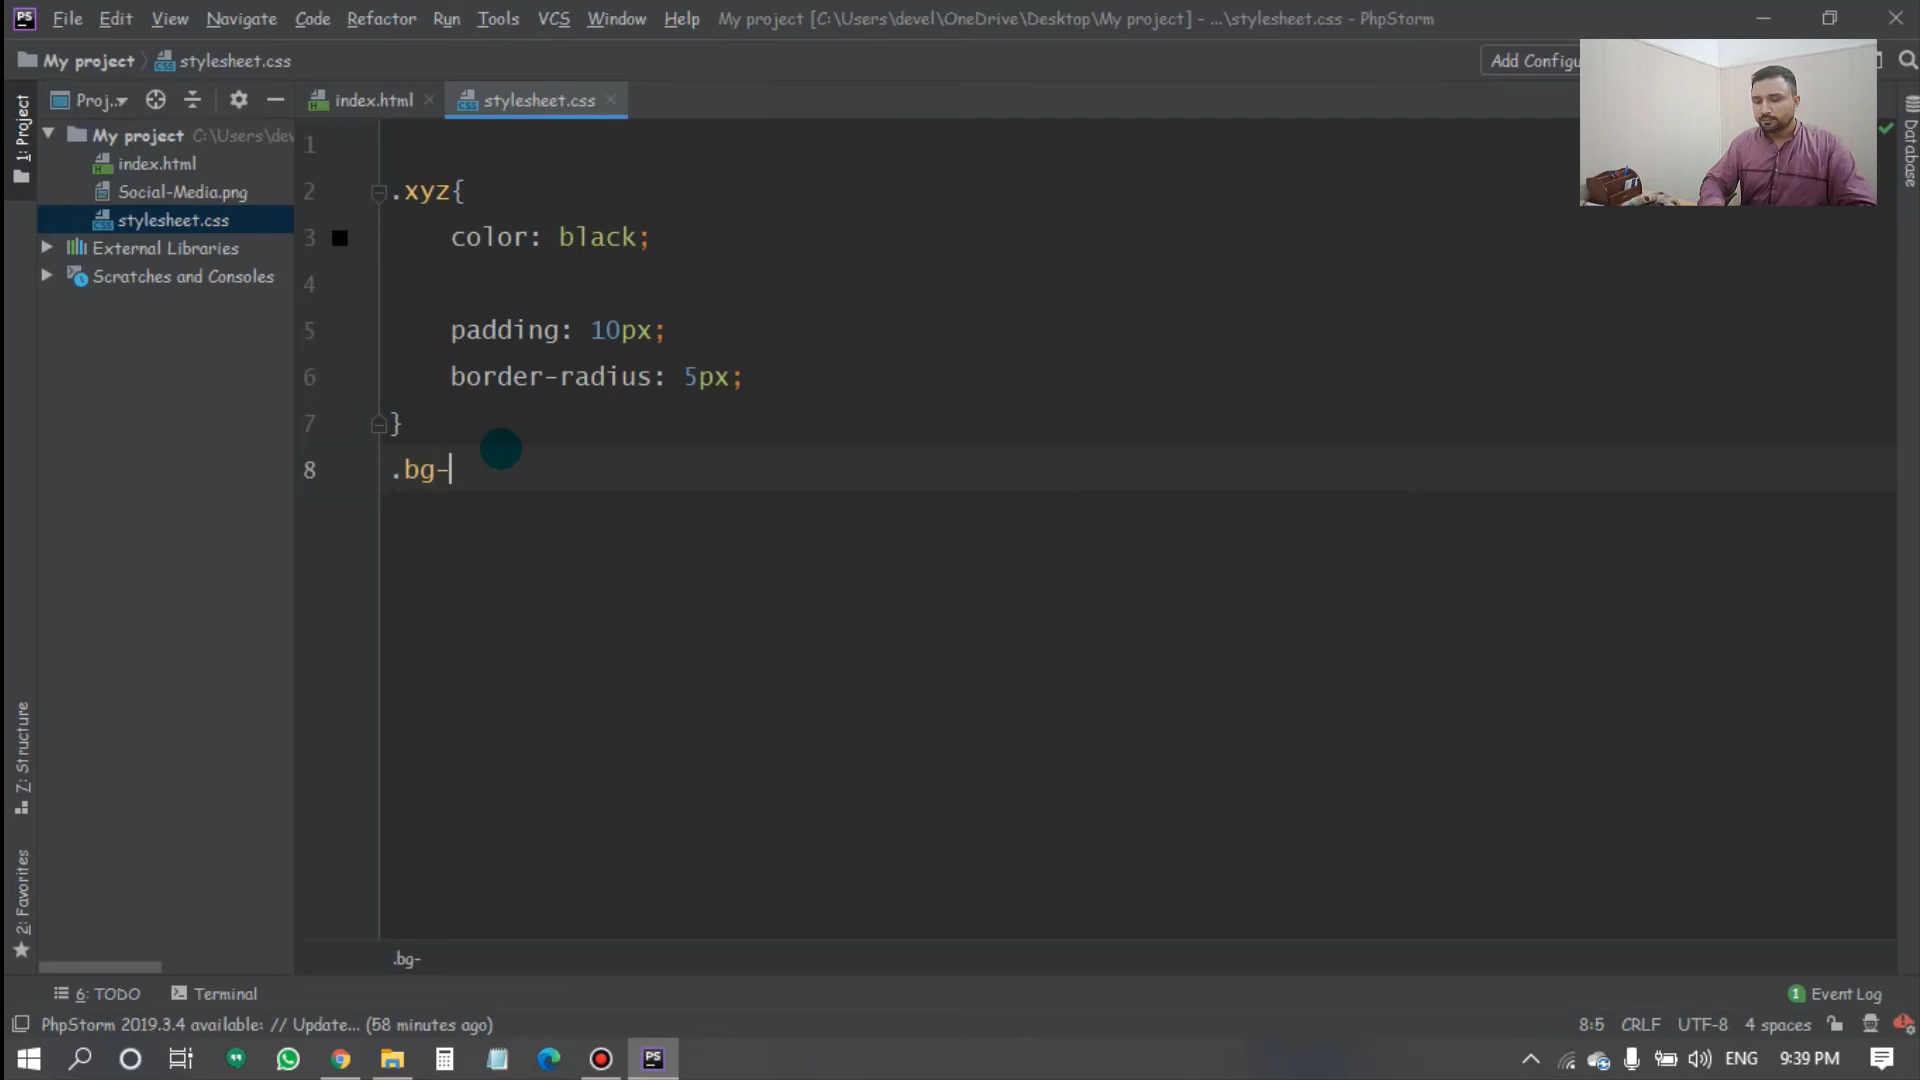 PS File Edit View Navigate Code Refactor Run Tools VCS Window Help My project [C:\Users\devel\OneDrive\Desktop\My project] - ...\stylesheet.css - PhpStorm
My project stylesheet.css Add Configu
1: Project
Proj..
index.html
stylesheet.css
My project C:\Users\dev
index.html
Social-Media.png
stylesheet.css
External Libraries
Scratches and Consoles
Z: Structure
2: Favorites
Database
1
2 .xyz{
3 color: black;
4
5 padding: 10px;
6 border-radius: 5px;
7 }
8 .bg-
.bg-
6: TODO Terminal 1 Event Log
PhpStorm 2019.3.4 available: // Update... (58 minutes ago) 8:5 CRLF UTF-8 4 spaces
PS ENG 9:39 PM